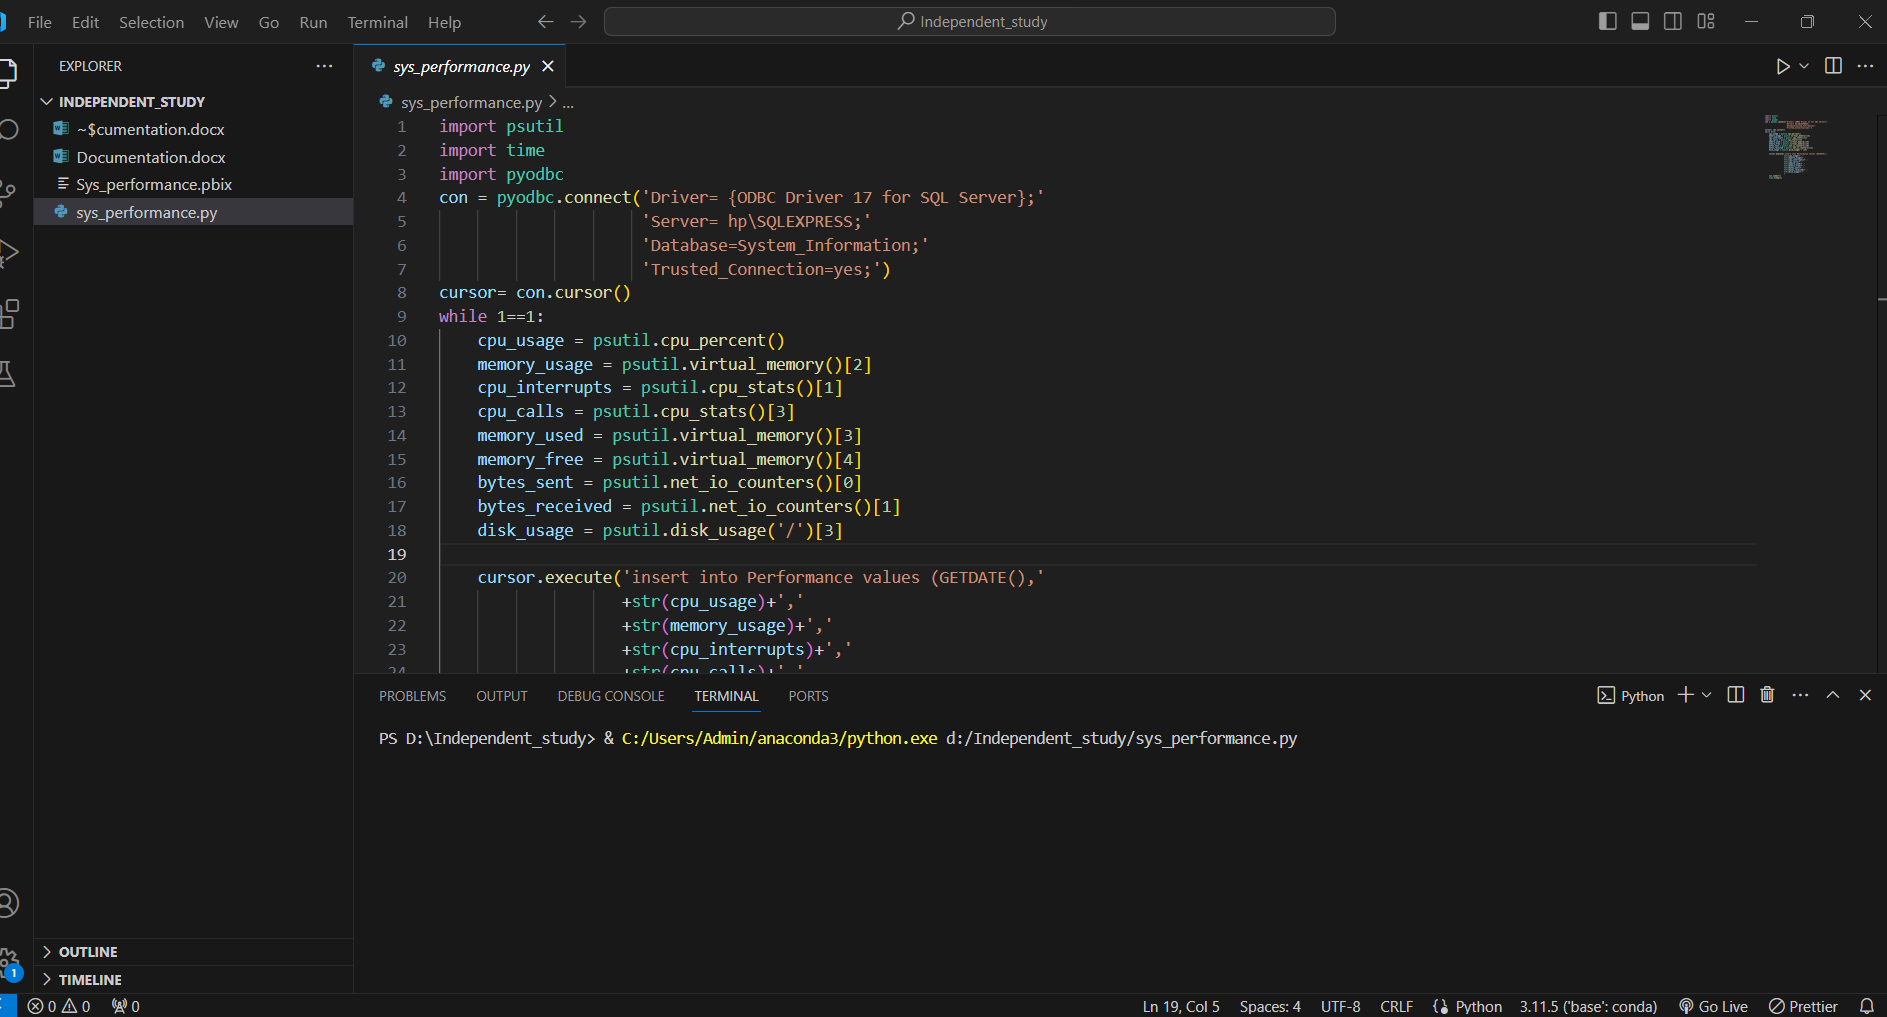 File Edit Selection View Go Run Terminal Help
Independent_study
EXPLORER
INDEPENDENT_STUDY
~$cumentation.docx
Documentation.docx
Sys_performance.pbix
sys_performance.py
OUTLINE
TIMELINE
sys_performance.py
sys_performance.py > ...
1 import psutil
2 import time
3 import pyodbc
4 con = pyodbc.connect('Driver= {ODBC Driver 17 for SQL Server};'
5 'Server= hp\SQLEXPRESS;'
6 'Database=System_Information;'
7 'Trusted_Connection=yes;')
8 cursor= con.cursor()
9 while 1==1:
10 cpu_usage = psutil.cpu_percent()
11 memory_usage = psutil.virtual_memory()[2]
12 cpu_interrupts = psutil.cpu_stats()[1]
13 cpu_calls = psutil.cpu_stats()[3]
14 memory_used = psutil.virtual_memory()[3]
15 memory_free = psutil.virtual_memory()[4]
16 bytes_sent = psutil.net_io_counters()[0]
17 bytes_received = psutil.net_io_counters()[1]
18 disk_usage = psutil.disk_usage('/')[3]
19
20 cursor.execute('insert into Performance values (GETDATE(),'
21 +str(cpu_usage)+','
22 +str(memory_usage)+','
23 +str(cpu_interrupts)+','
24 +str(cpu_calls)+','
PROBLEMS OUTPUT DEBUG CONSOLE TERMINAL PORTS
Python
PS D:\Independent_study> & C:/Users/Admin/anaconda3/python.exe d:/Independent_study/sys_performance.py
1
0 0 0
Ln 19, Col 5 Spaces: 4 UTF-8 CRLF Python 3.11.5 ('base': conda) Go Live Prettier